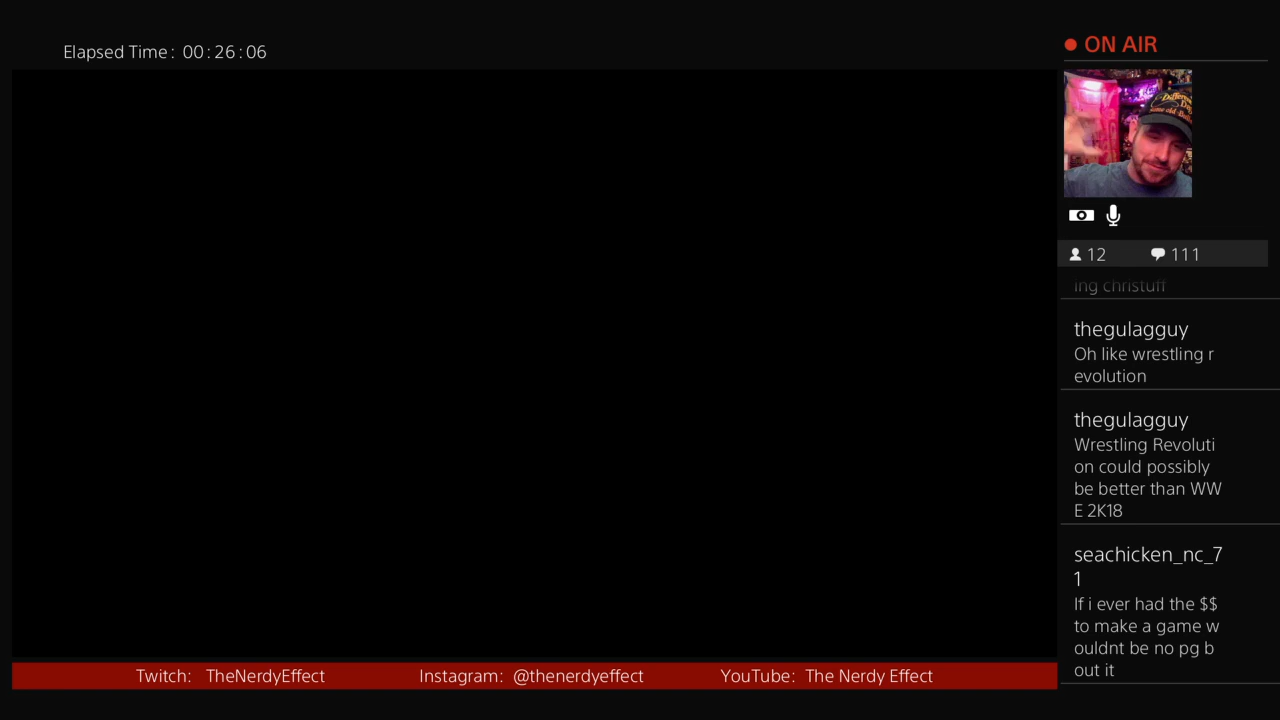 Elapsed Time: 00:26:06
ON AIR
12 111
ing christuff
thegulagguy
Oh like wrestling r
evolution
thegulagguy
Wrestling Revoluti
on could possibly
be better than WW
E 2K18
seachicken_nc_7
1
If i ever had the $$
to make a game w
ouldnt be no pg b
out it
Twitch: TheNerdyEffect Instagram: @thenerdyeffect YouTube: The Nerdy Effect